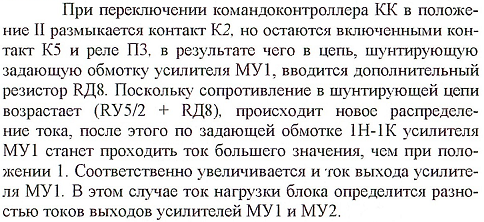 При переключении командоконтроллера КК в положе-
ние II размыкается контакт К2, но остаются включенными кон-
такт К5 и реле П3, в результате чего в цепь, шунтирующую
задающую обмотку усилителя МУ1, вводится дополнительный
резистор RД8. Поскольку сопротивление в шунтирующей цепи
возрастает (RУ5/2 + RД8), происходит новое распределе-
ние тока, после этого по задающей обмотке 1Н-1К усилителя
МУ1 станет проходить ток большего значения, чем при поло-
жении 1. Соответственно увеличивается и ток выхода усилите-
ля МУ1. В этом случае ток нагрузки блока определится разно-
стью токов выходов усилителей МУ1 и МУ2.